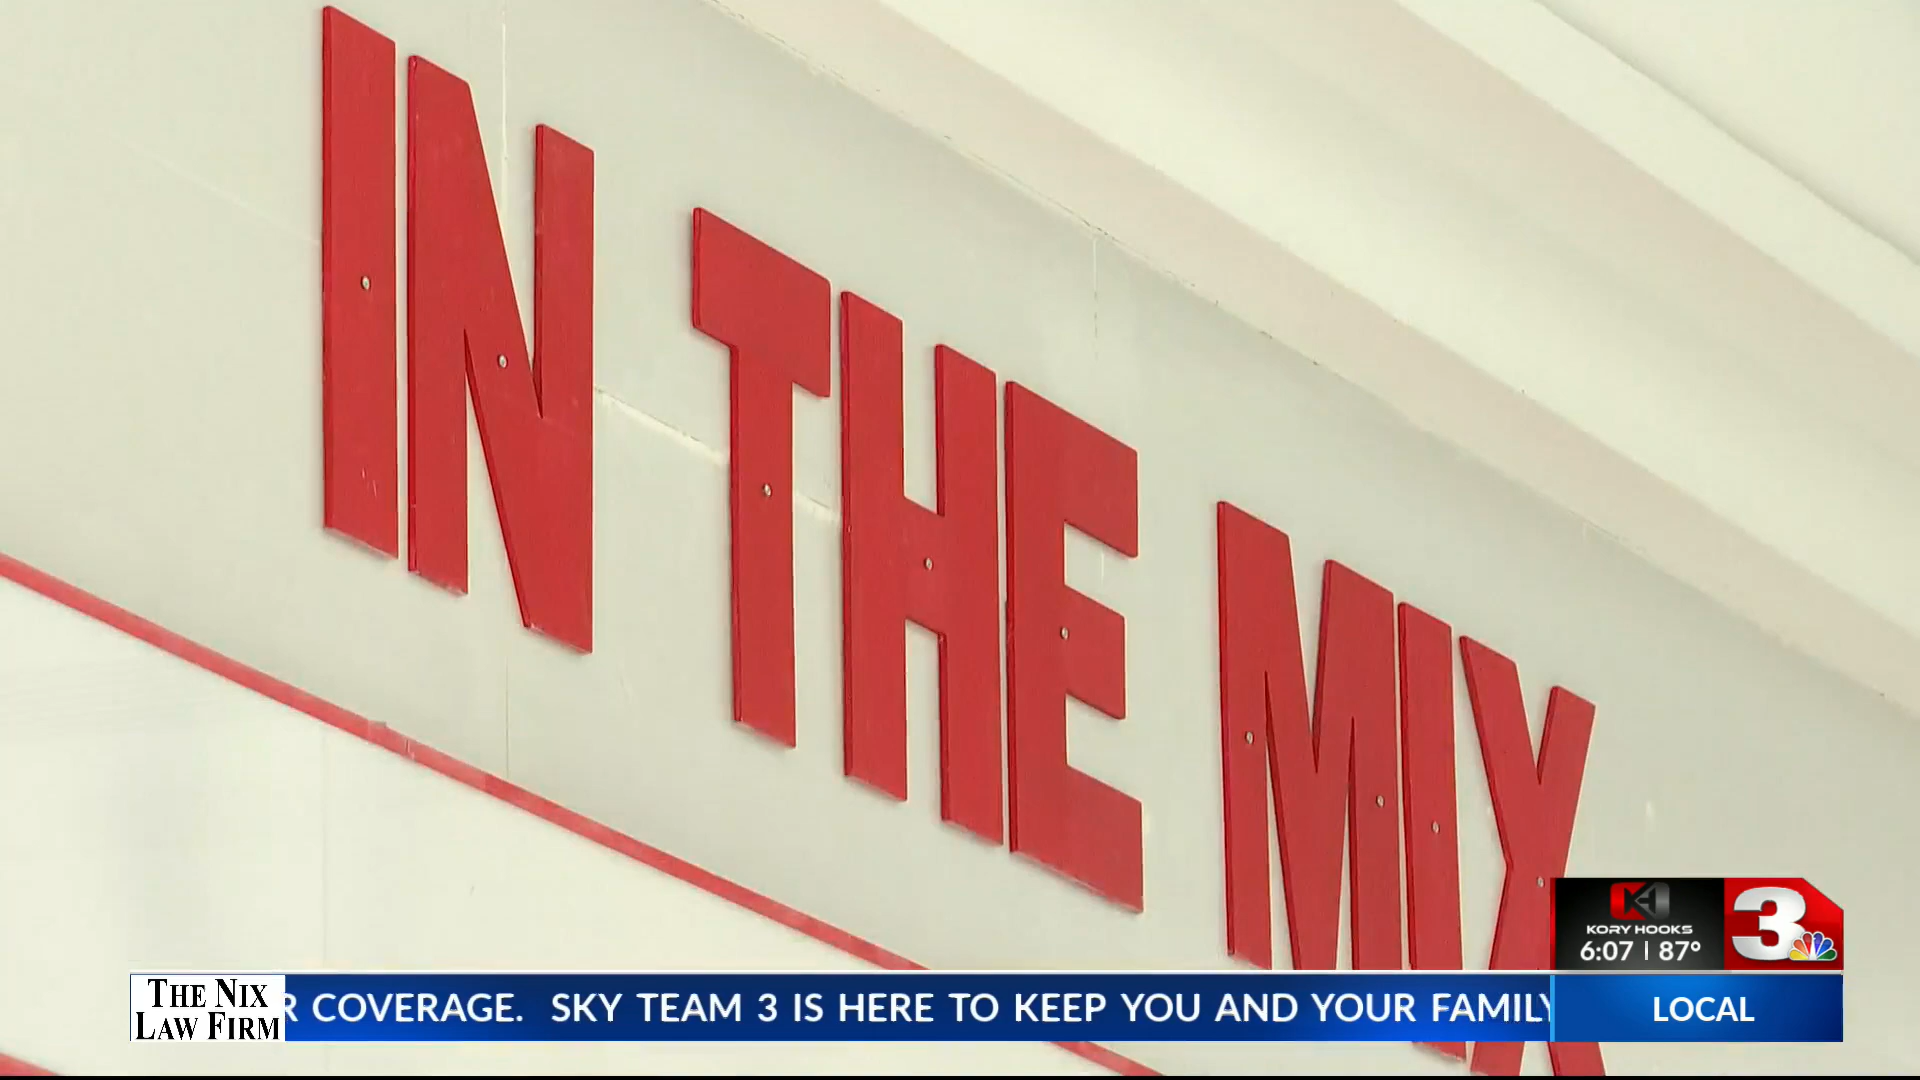 IN THE MIX
KORY HOOKS
6:07 | 87°
3
THE NIX
LAW FIRM
R COVERAGE. SKY TEAM 3 IS HERE TO KEEP YOU AND YOUR FAMILY
LOCAL